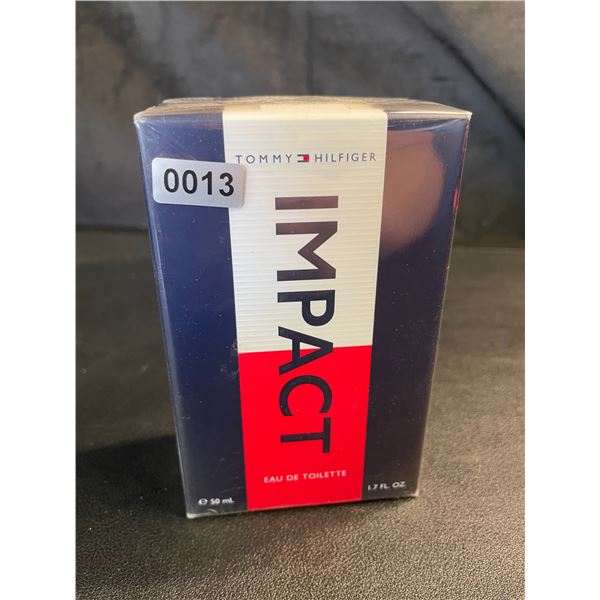 TOMMY HILFIGER
0013
IMPACT
EAU DE TOILETTE
e 50 mL
1.7 FL. OZ.